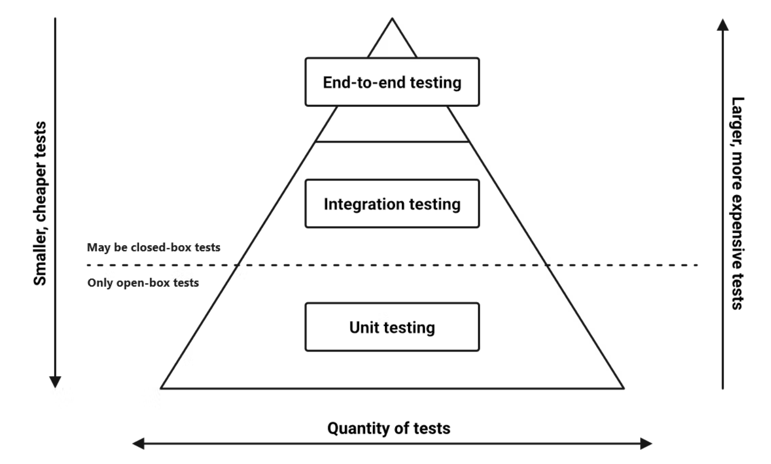 End-to-end testing
Smaller, cheaper tests
Larger, more expensive tests
Integration testing
May be closed-box tests
Only open-box tests
Unit testing
Quantity of tests